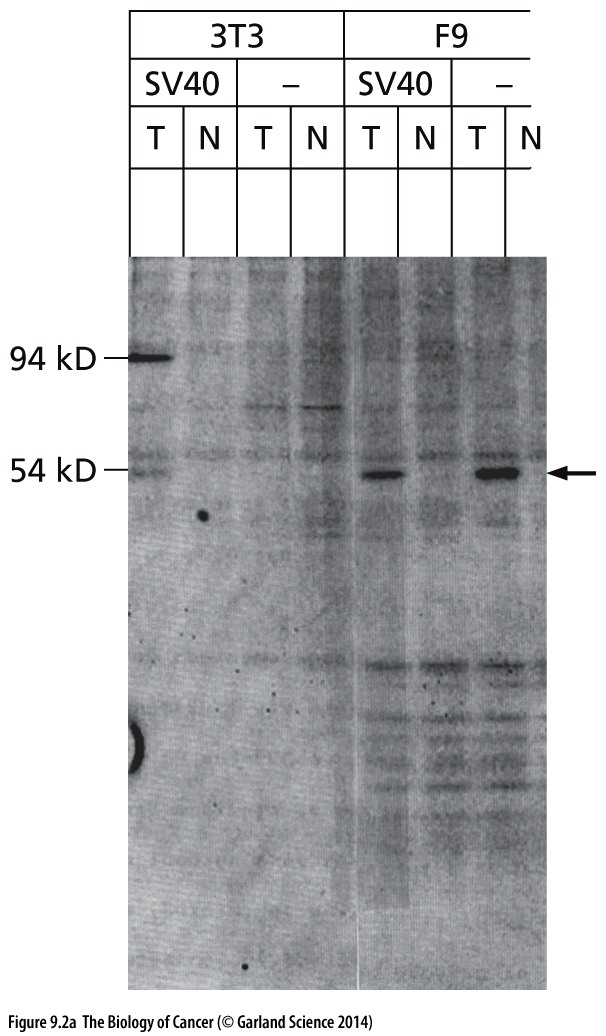 3T3 F9
SV40 – SV40 –
T N T N T N T N
94 kD
54 kD
Figure 9.2a The Biology of Cancer (© Garland Science 2014)